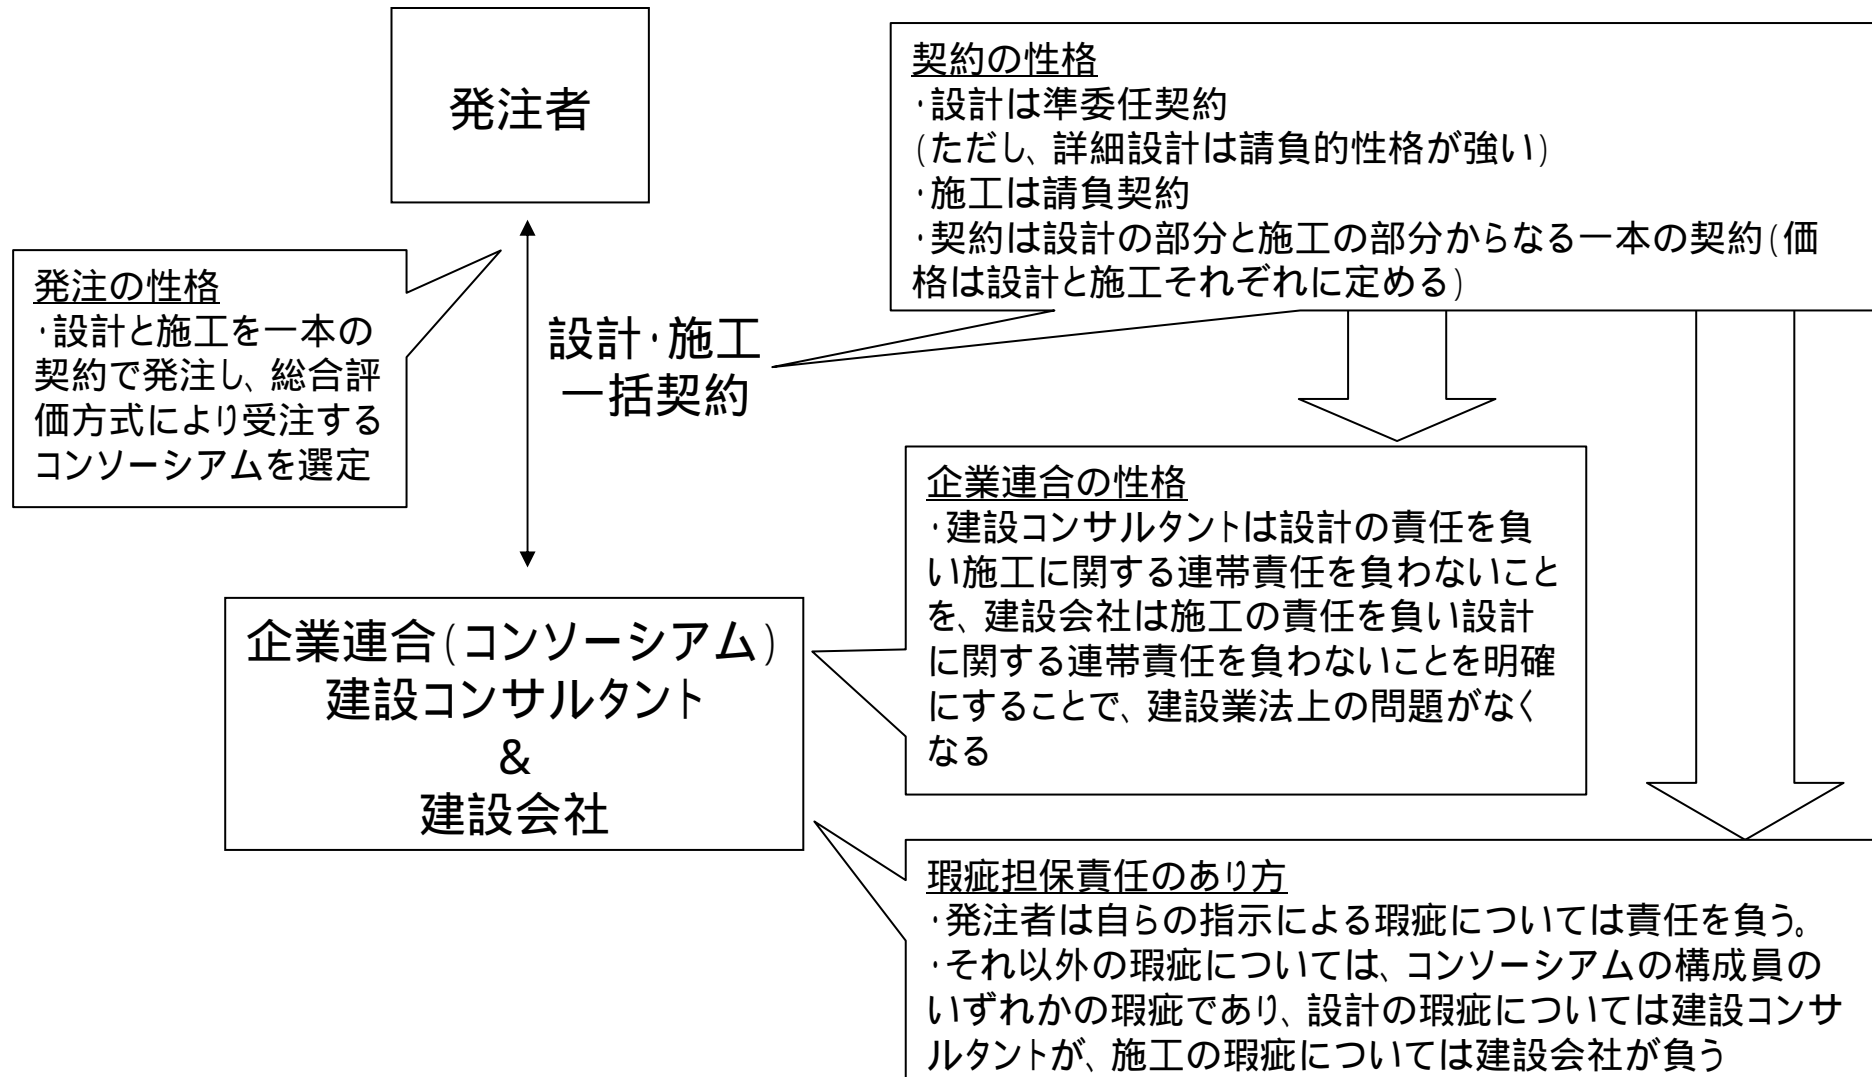 発注者
契約の性格
・設計は準委任契約
(ただし、詳細設計は請負的性格が強い)
・施工は請負契約
・契約は設計の部分と施工の部分からなる一本の契約(価
格は設計と施工それぞれに定める)
発注の性格
・設計と施工を一本の
契約で発注し、総合評
価方式により受注する
コンソーシアムを選定
設計・施工
一括契約
企業連合の性格
・建設コンサルタントは設計の責任を負
い施工に関する連帯責任を負わないこと
を、建設会社は施工の責任を負い設計
に関する連帯責任を負わないことを明確
にすることで、建設業法上の問題がなく
なる
企業連合(コンソーシアム)
建設コンサルタント
&
建設会社
瑕疵担保責任のあり方
・発注者は自らの指示による瑕疵については責任を負う。
・それ以外の瑕疵については、コンソーシアムの構成員の
いずれかの瑕疵であり、設計の瑕疵については建設コンサ
ルタントが、施工の瑕疵については建設会社が負う